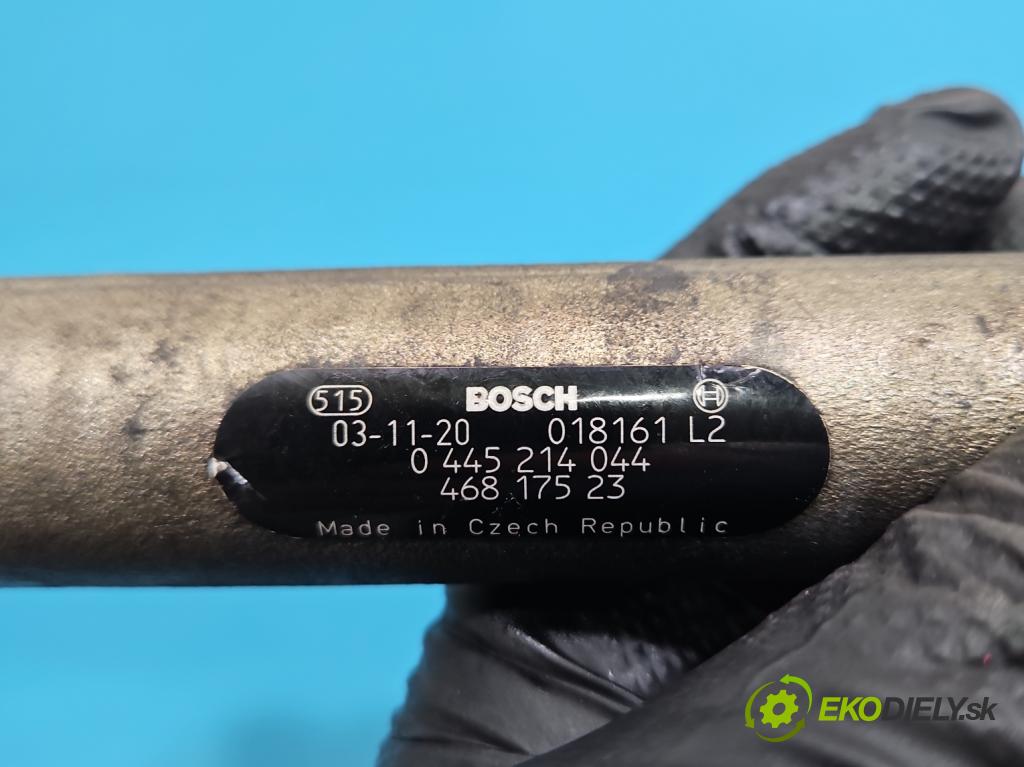 515 BOSCH H
03-11-20 018161 L2
0 445 214 044
468 175 23
Made in Czech Republic
EKODIELY.sk